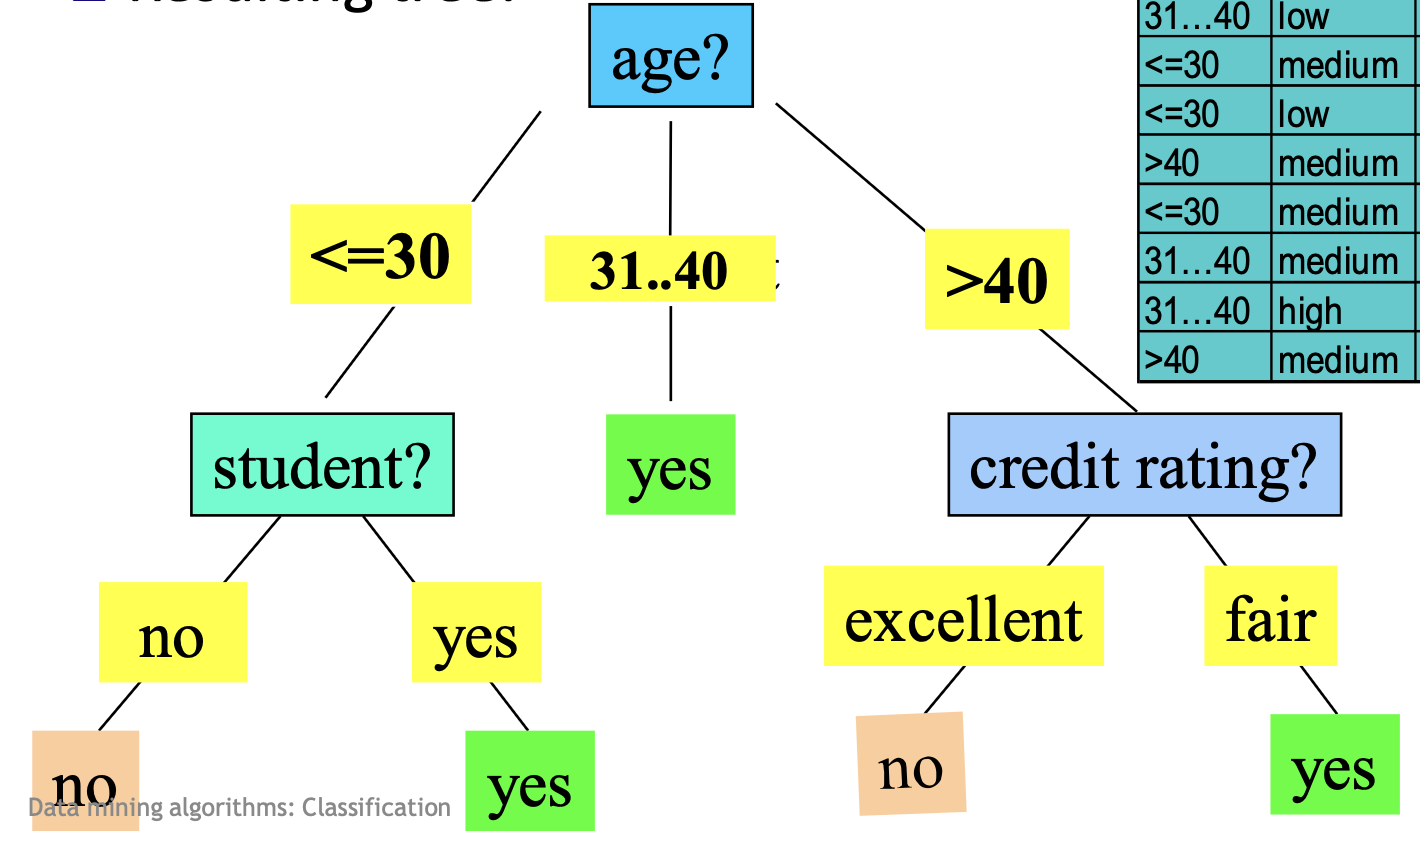 Resulting tree:
age?
<=30
31..40
>40
student?
yes
credit rating?
no
yes
excellent
fair
no
yes
no
yes
Data mining algorithms: Classification
31…40 low
<=30 medium
<=30 low
>40 medium
<=30 medium
31…40 medium
31…40 high
>40 medium